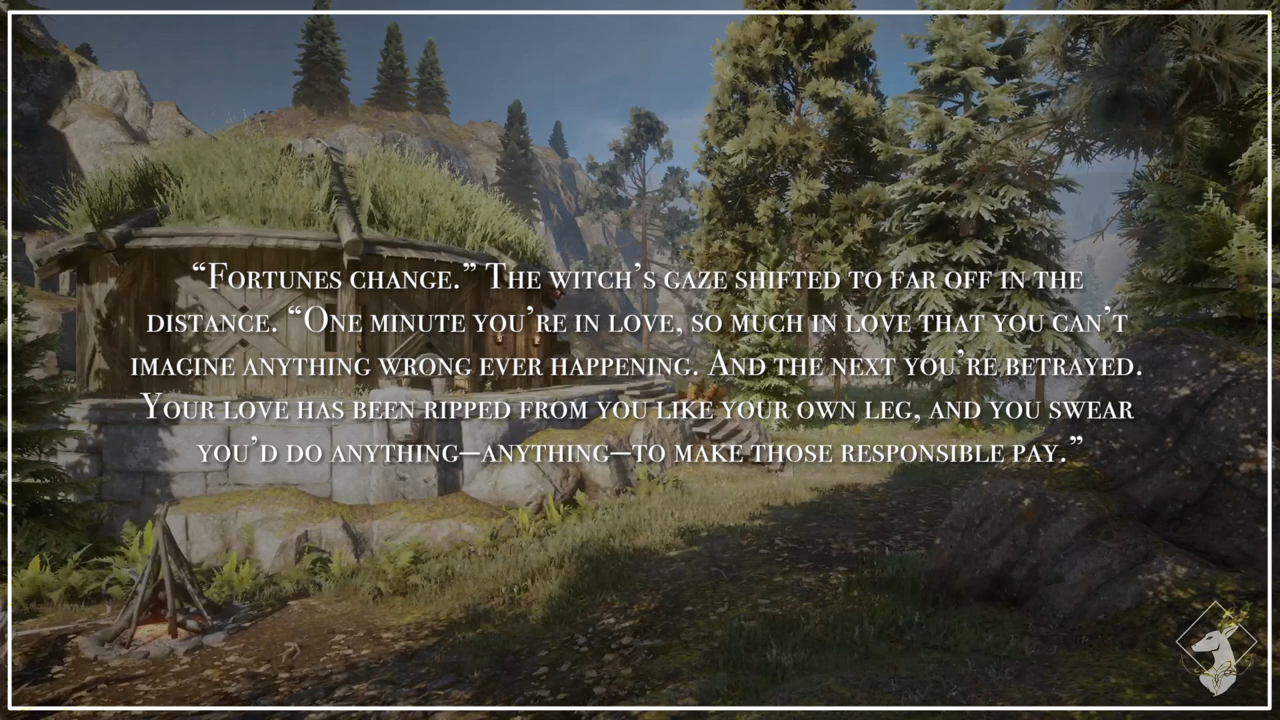 “Fortunes change.” The witch’s gaze shifted to far off in the
distance. “One minute you’re in love, so much in love that you can’t
imagine anything wrong ever happening. And the next you’re betrayed.
Your love has been ripped from you like your own leg, and you swear
you’d do anything—anything—to make those responsible pay.”